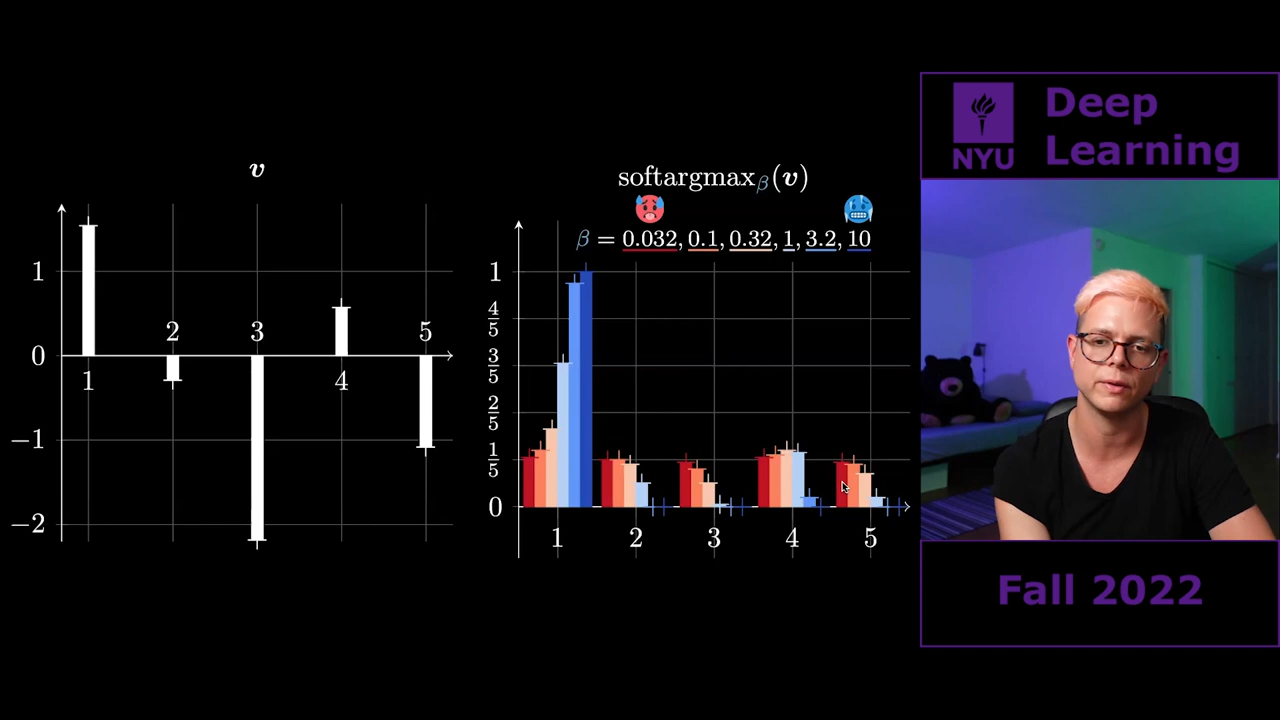 v
1
0
−1
−2
1
2
3
4
5
softargmaxβ(v)
🥵 🥶
β = 0.032, 0.1, 0.32, 1, 3.2, 10
1
4/5
3/5
2/5
1/5
0
1 2 3 4 5
NYU
Deep
Learning
Fall 2022